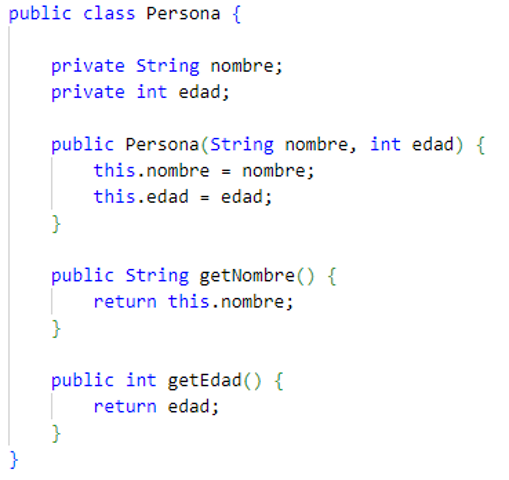 public class Persona {
    private String nombre;
    private int edad;
    public Persona(String nombre, int edad) {
        this.nombre = nombre;
        this.edad = edad;
    }
    public String getNombre() {
        return this.nombre;
    }
    public int getEdad() {
        return edad;
    }
}